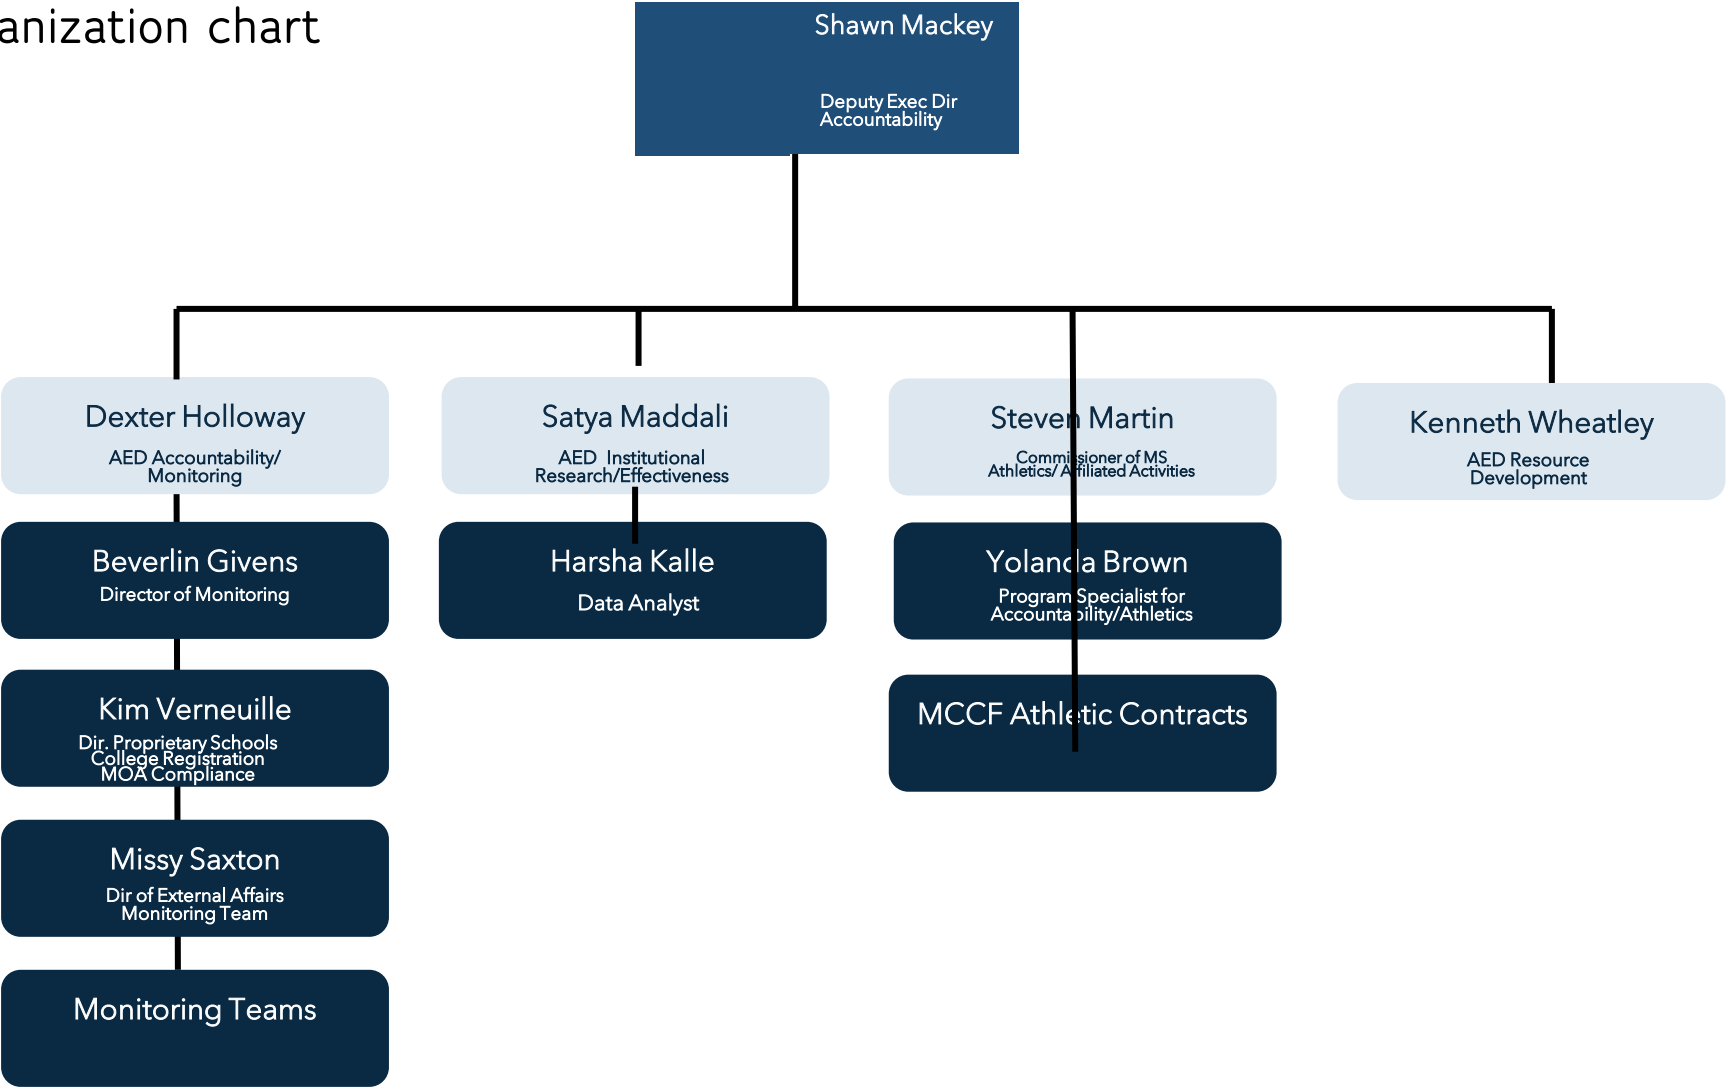 anization chart
Shawn Mackey
Deputy Exec Dir
Accountability
Dexter Holloway
AED Accountability/
Monitoring
Satya Maddali
AED Institutional
Research/Effectiveness
Steven Martin
Commissioner of MS
Athletics/ Affiliated Activities
Kenneth Wheatley
AED Resource
Development
Beverlin Givens
Director of Monitoring
Harsha Kalle
Data Analyst
Yolanda Brown
Program Specialist for
Accountability/Athletics
Kim Verneuille
Dir. Proprietary Schools
College Registration
MOA Compliance
MCCF Athletic Contracts
Missy Saxton
Dir of External Affairs
Monitoring Team
Monitoring Teams